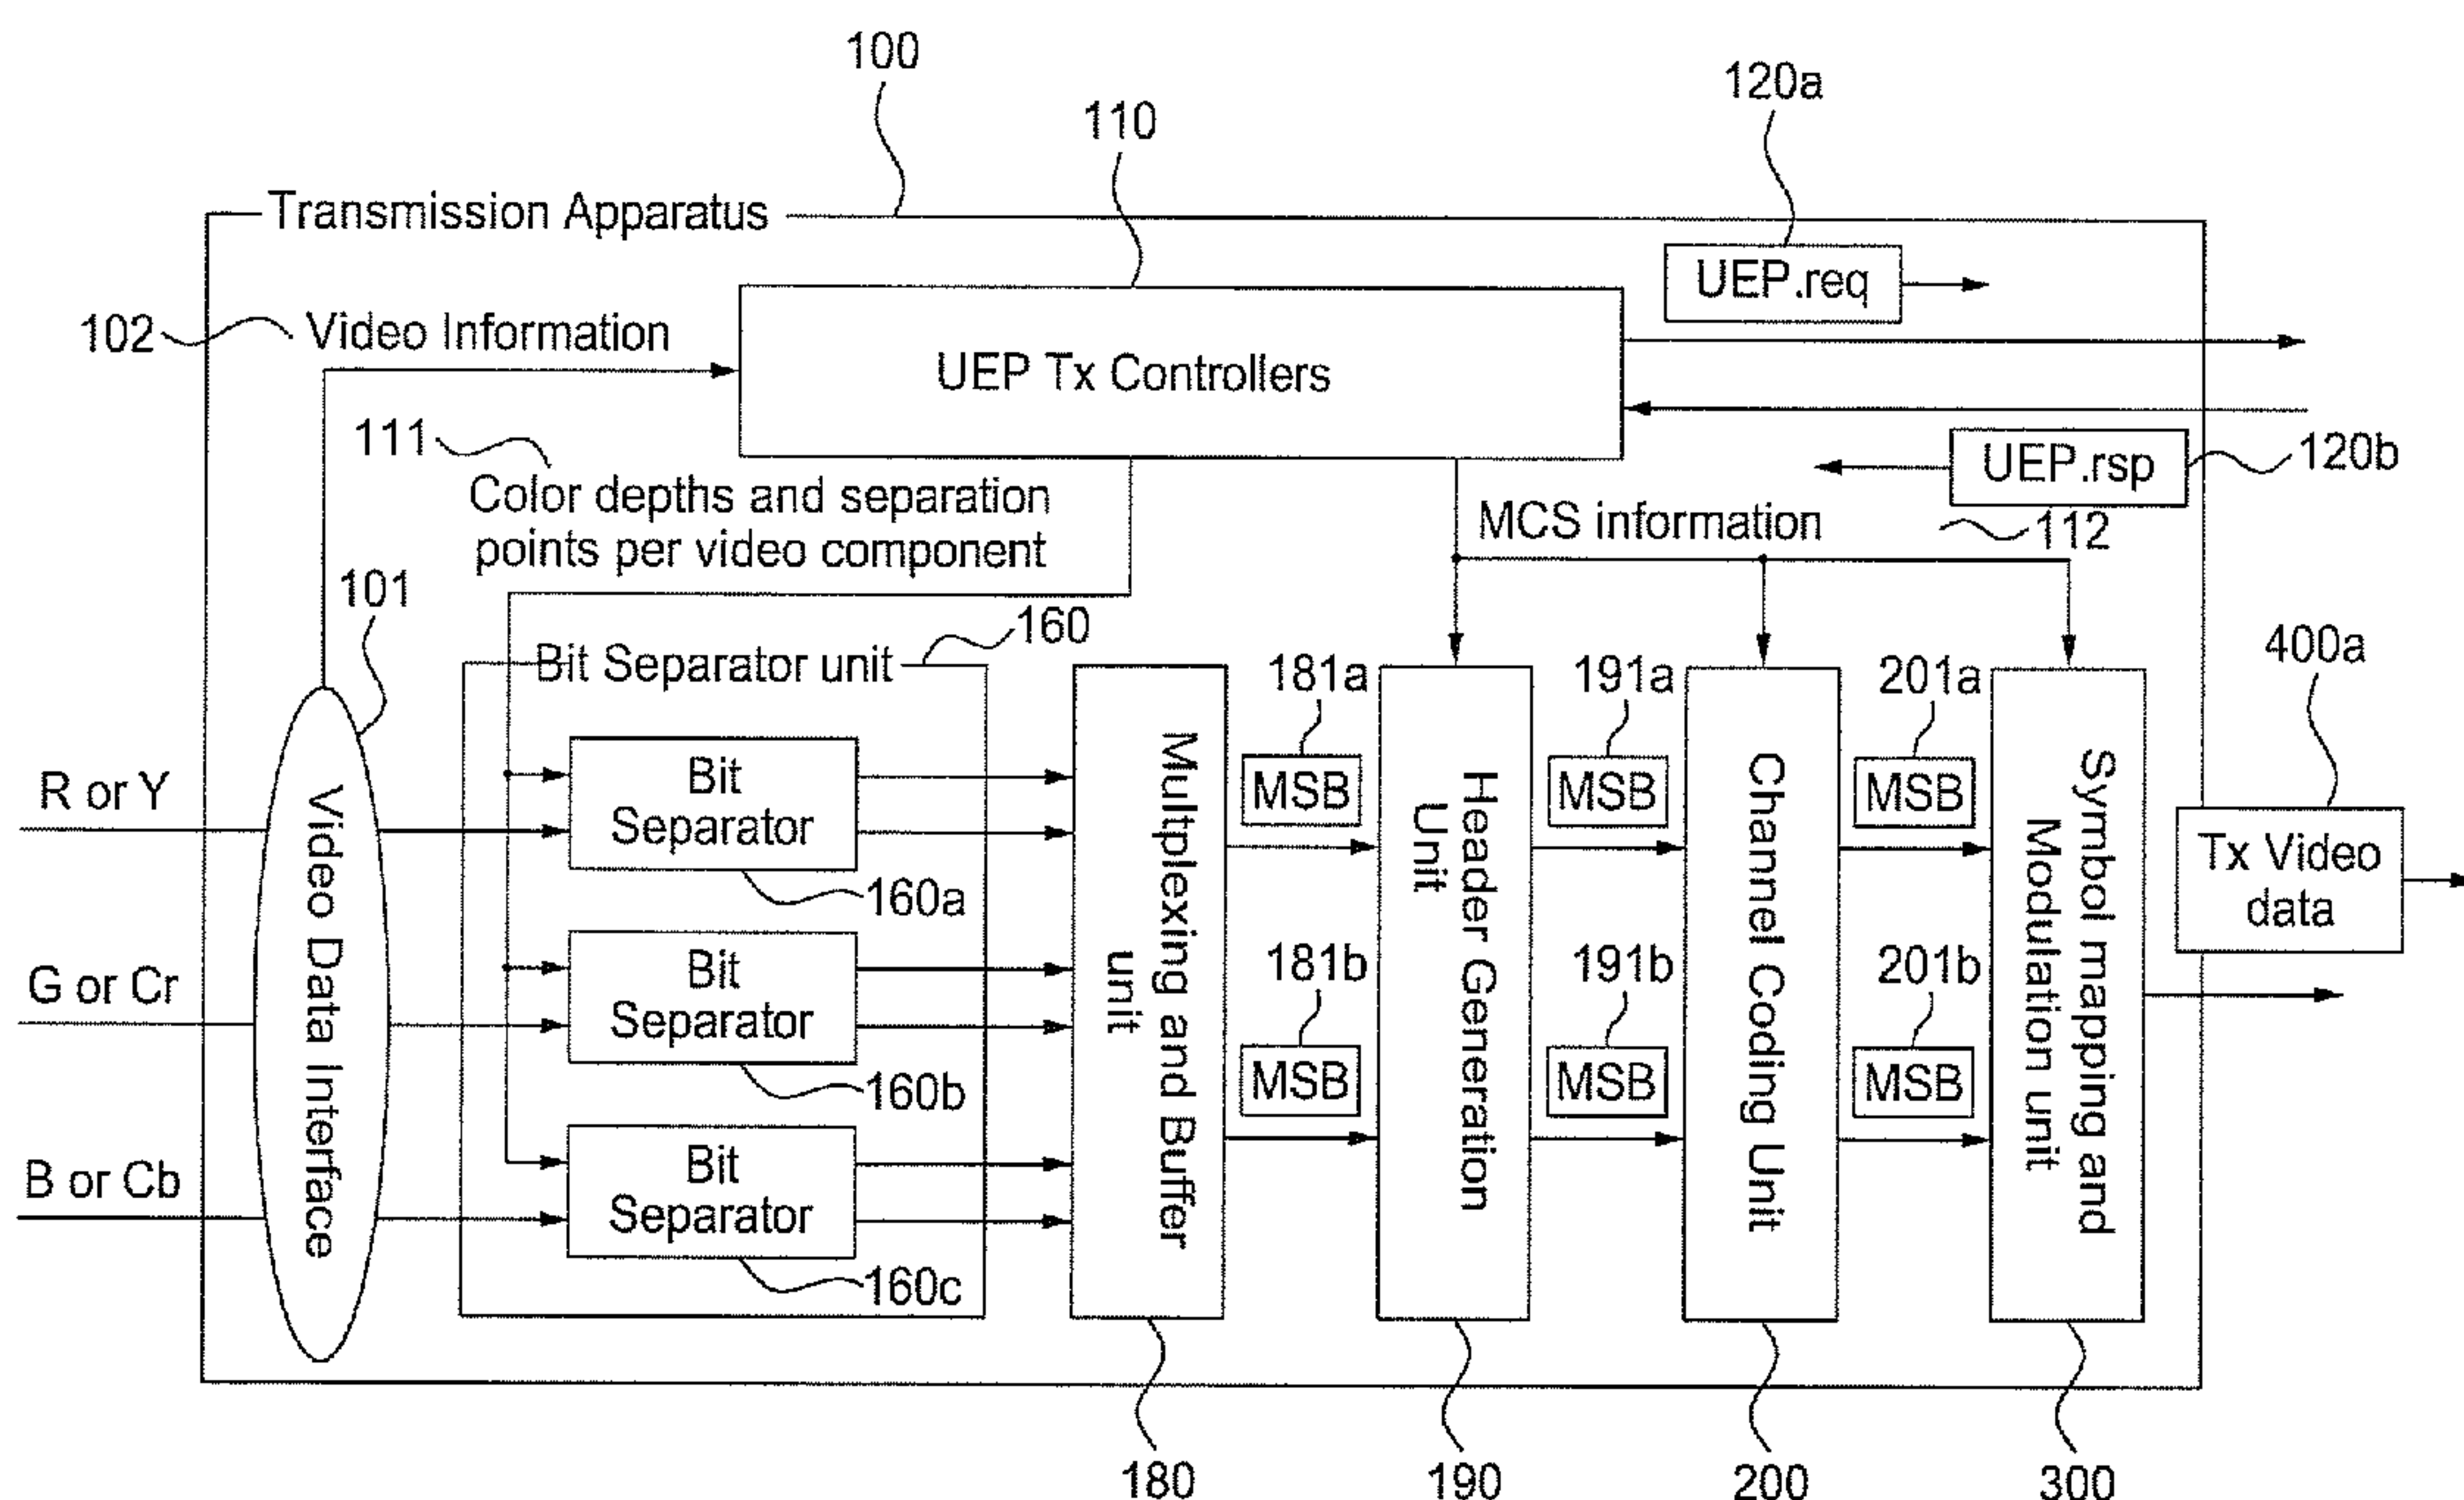 100
120a
110
Transmission Apparatus
UEP.req
102
Video Information
UEP Tx Controllers
111
Color depths and separation
points per video component
UEP.rsp
120b
MCS information
112
101
Bit Separator unit
160
400a
181a
191a
201a
R or Y
Bit
Separator
MSB
MSB
MSB
Tx Video
data
160a
G or Cr
Bit
Separator
181b
191b
201b
160b
MSB
MSB
MSB
B or Cb
Bit
Separator
160c
Video Data Interface
Multplexing and Buffer
unit
Header Generation
Unit
Channel Coding Unit
Symbol mapping and
Modulation unit
180
190
200
300